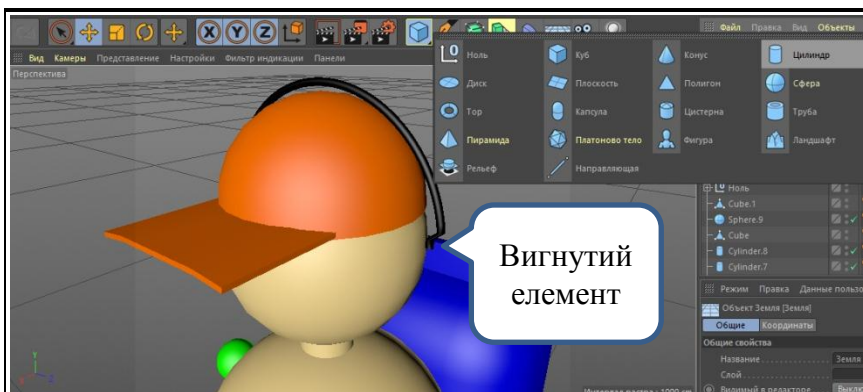 Файл Правка Вид Объекты
Вид Камеры Представление Настройки Фильтр индикации Панели
Перспектива
Ноль Куб Конус Цилиндр
Диск Плоскость Полигон Сфера
Тор Капсула Цистерна Труба
Пирамида Платоново тело Фигура Ландшафт
Рельеф Направляющая
Ноль
Cube.1
Sphere.9
Cube
Cylinder.8
Cylinder.7
Вигнутий
елемент
Режим Правка Данные пользо
Объект Земля [Земля]
Общие Координаты
Общие свойства
Название Земля
Слой
Видимый в редакторе Выкл
X Y Z
Y
X Z